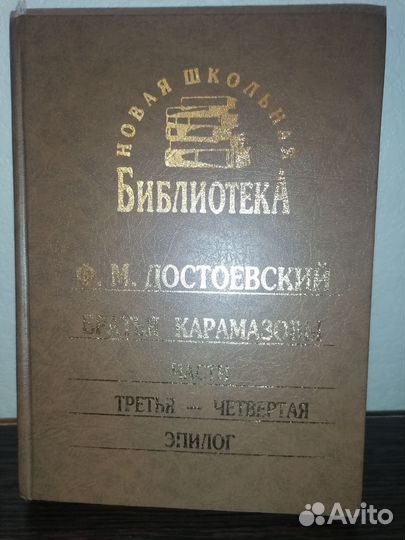 НОВАЯ ШКОЛЬНАЯ
БИБЛИОТЕКА
Ф. М. ДОСТОЕВСКИЙ
БРАТЬЯ КАРАМАЗОВЫ
ЧАСТИ
ТРЕТЬЯ — ЧЕТВЕРТАЯ
ЭПИЛОГ
Avito